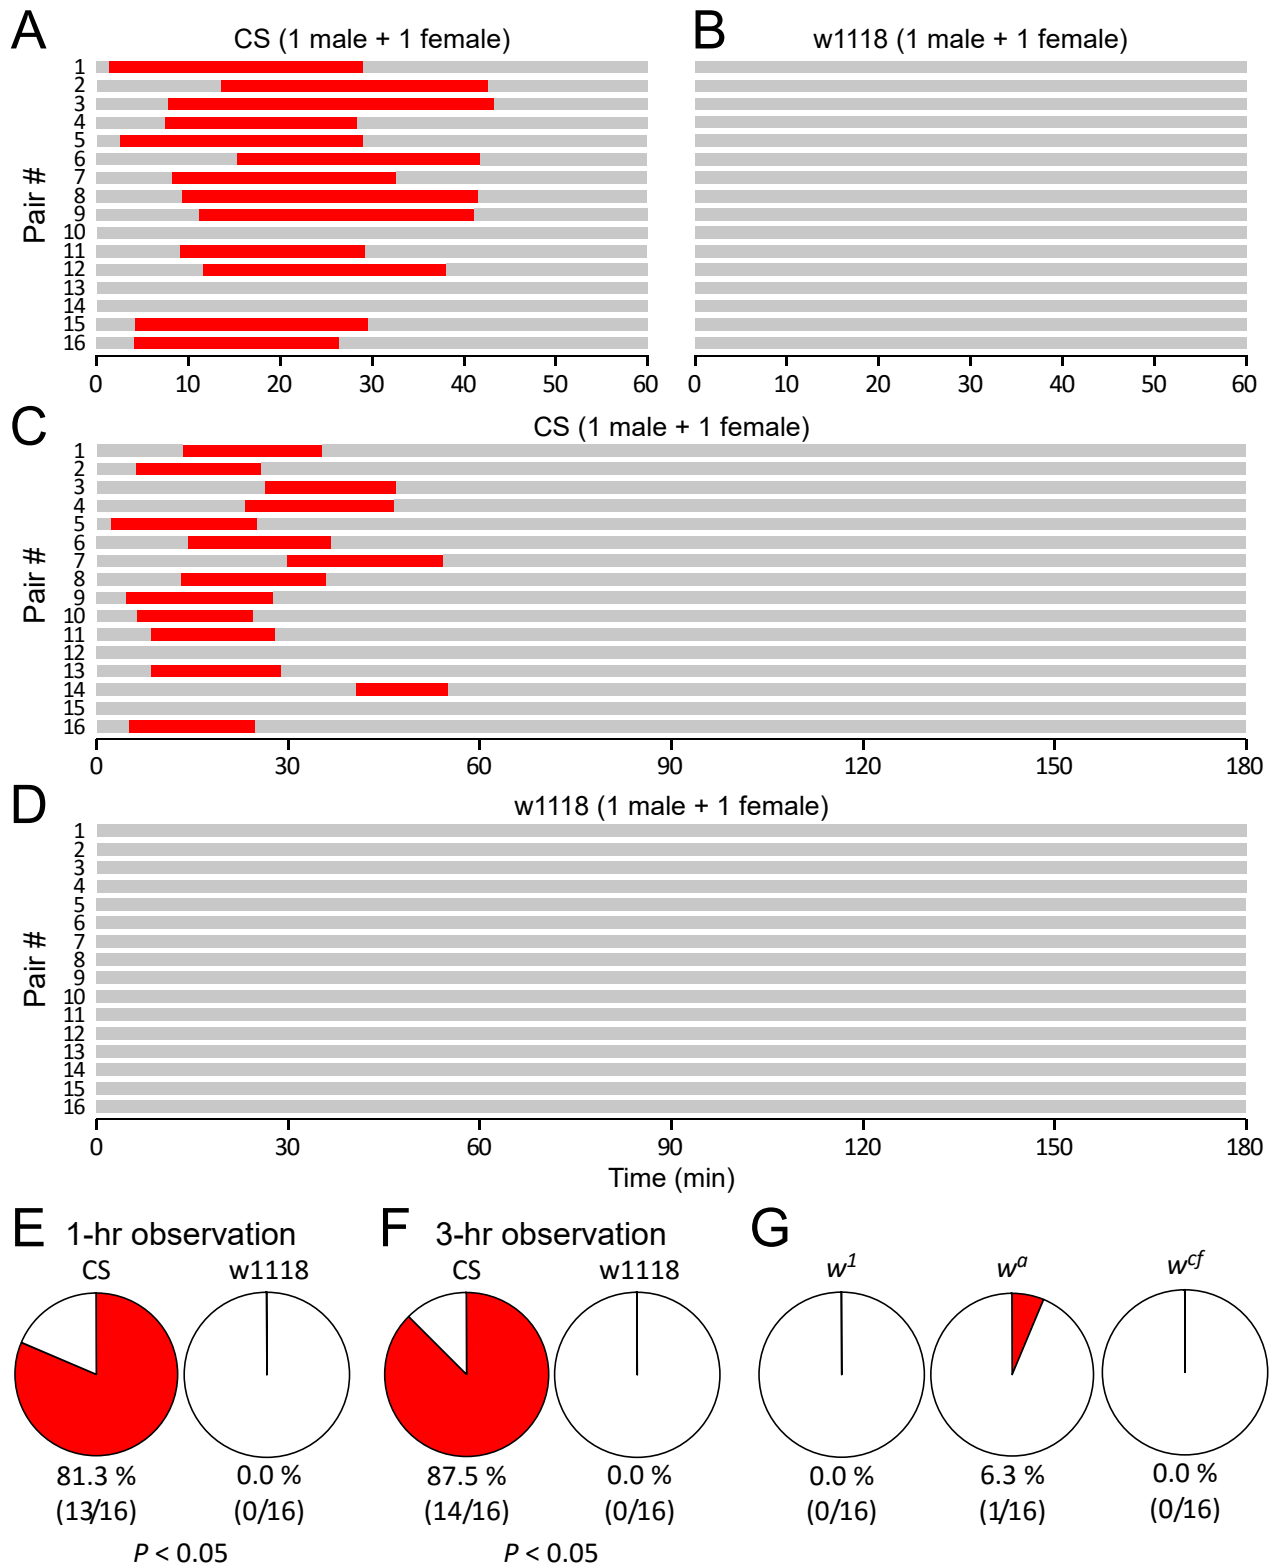 A
CS (1 male + 1 female)
Pair #
1
2
3
4
5
6
7
8
9
10
11
12
13
14
15
16
0 10 20 30 40 50 60
B
w1118 (1 male + 1 female)
0 10 20 30 40 50 60
C
CS (1 male + 1 female)
Pair #
1
2
3
4
5
6
7
8
9
10
11
12
13
14
15
16
0 30 60 90 120 150 180
D
w1118 (1 male + 1 female)
Pair #
1
2
3
4
5
6
7
8
9
10
11
12
13
14
15
16
0 30 60 90 120 150 180
Time (min)
E 1-hr observation
CS w1118
81.3 % 0.0 %
(13/16) (0/16)
P < 0.05
F 3-hr observation
CS w1118
87.5 % 0.0 %
(14/16) (0/16)
P < 0.05
G
w1 wa wcf
0.0 % 6.3 % 0.0 %
(0/16) (1/16) (0/16)